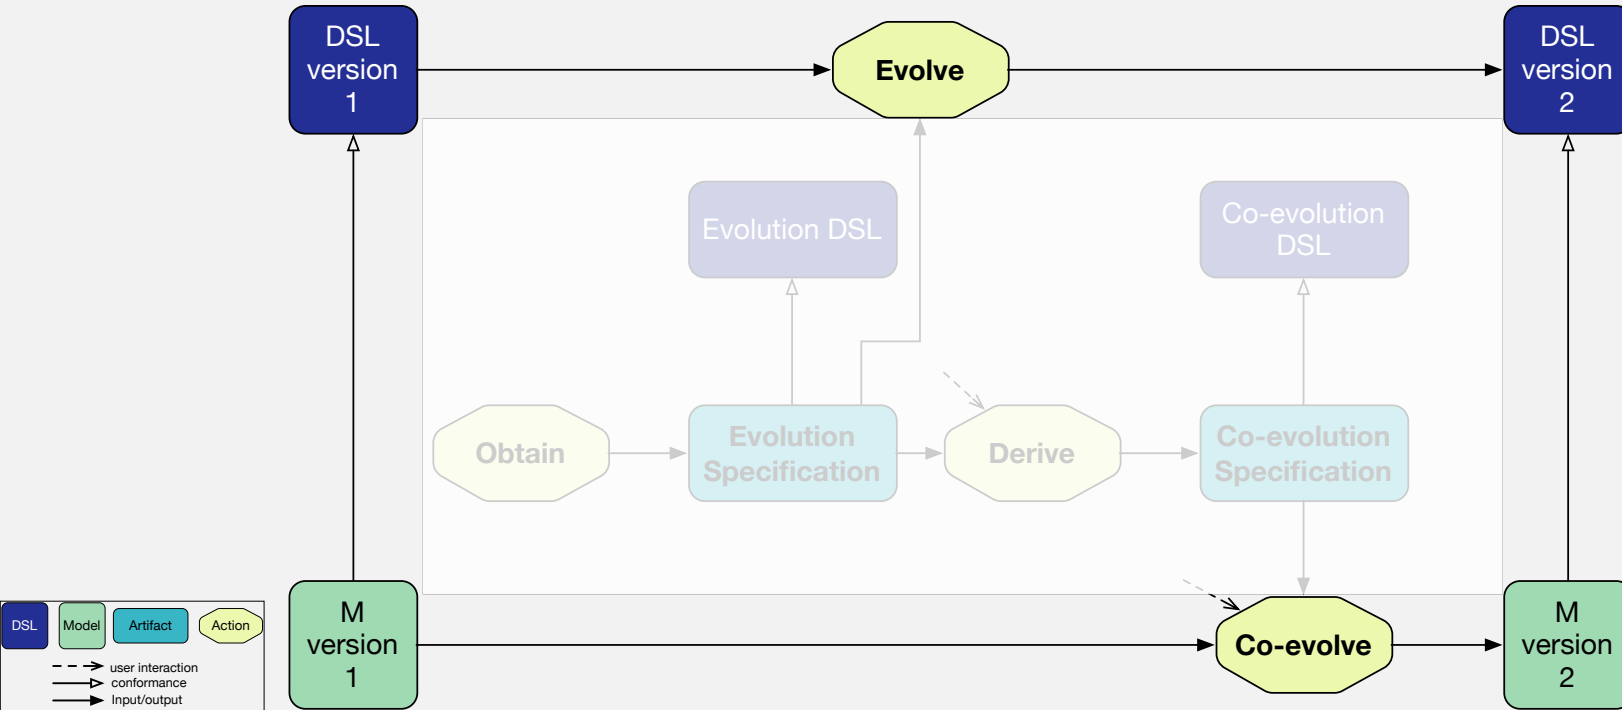 DSL
version
1
Evolve
DSL
version
2
Evolution DSL
Co-evolution
DSL
Obtain
Evolution
Specification
Derive
Co-evolution
Specification
M
version
1
Co-evolve
M
version
2
DSL
Model
Artifact
Action
user interaction
conformance
Input/output